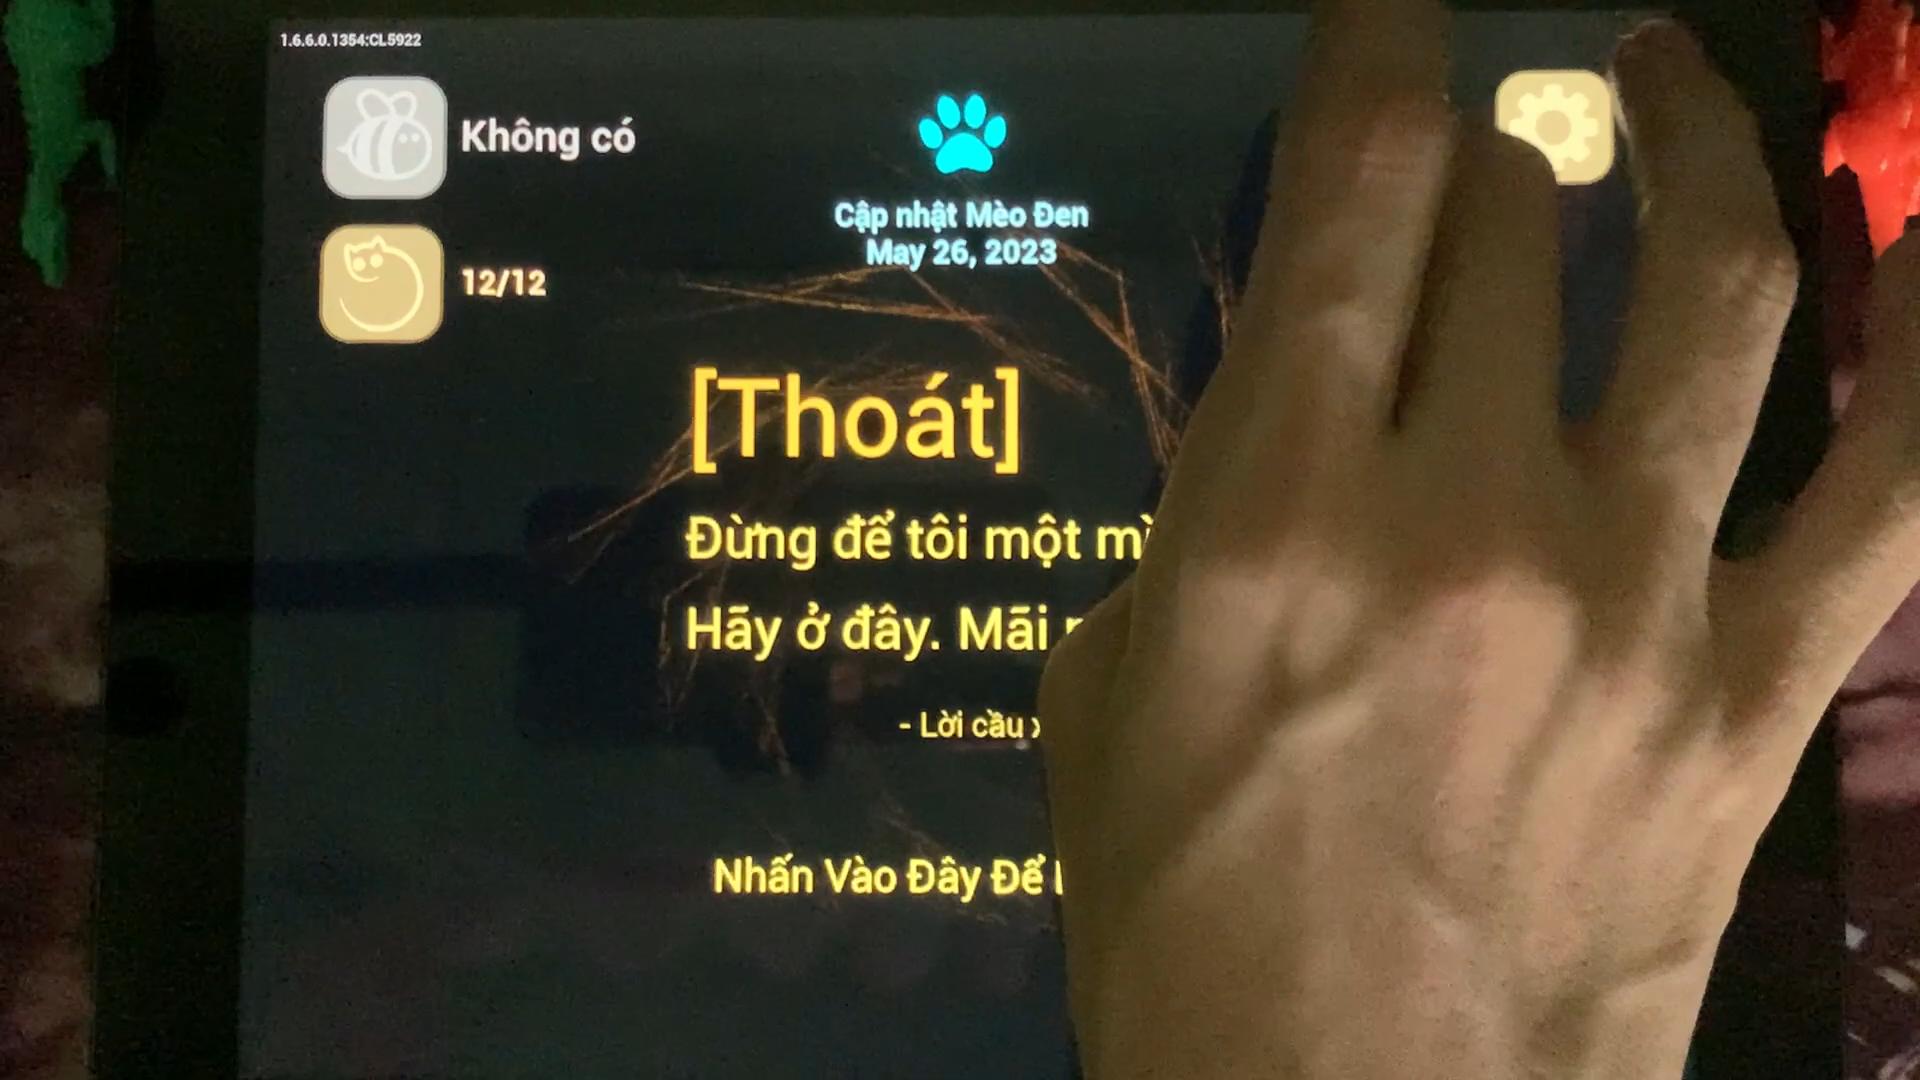 1.6.6.0.1354:CL5922
Không có
Cập nhật Mèo Đen
May 26, 2023
12/12
[Thoát]
Đừng để tôi một
Hãy ở đây. Mãi
- Lời cầu
Nhấn Vào Đây Để